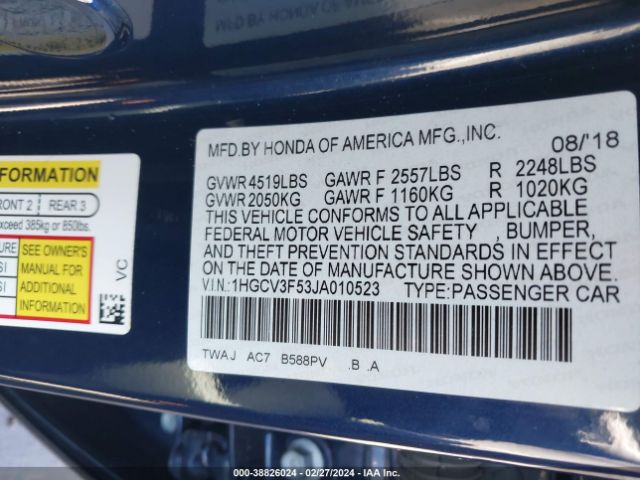 MFD.BY HONDA OF AMERICA MFG.,INC. 08/'18
GVWR 4519LBS GAWR F 2557LBS R 2248LBS
GVWR 2050KG GAWR F 1160KG R 1020KG
THIS VEHICLE CONFORMS TO ALL APPLICABLE
FEDERAL MOTOR VEHICLE SAFETY , BUMPER,
AND THEFT PREVENTION STANDARDS IN EFFECT
ON THE DATE OF MANUFACTURE SHOWN ABOVE.
V.I.N.: 1HGCV3F53JA010523 TYPE:PASSENGER CAR
TWAJ AC7 B588PV .B .A
FORMATION
FRONT 2 REAR 3
exceed 385kg or 850lbs.
SEE OWNER'S
MANUAL FOR
ADDITIONAL
INFORMATION
VC
000-38826024 - 02/27/2024 - IAA Inc.